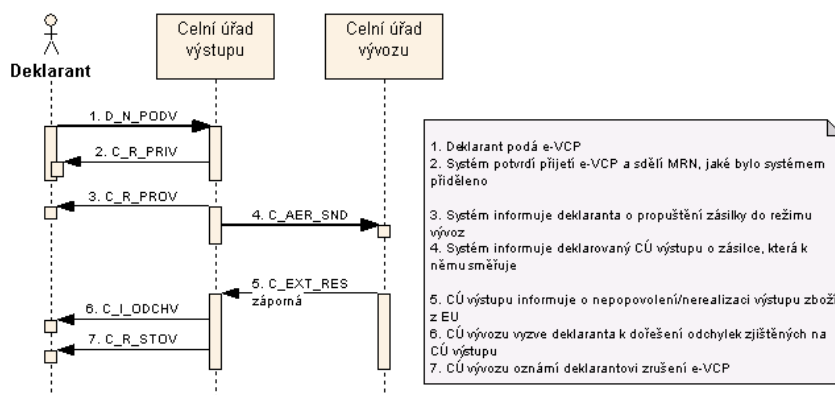 Celní úřad
výstupu
Celní úřad
vývozu
Deklarant
1. D_N_PODV
2. C_R_PRIV
3. C_R_PROV
4. C_AER_SND
5. C_EXT_RES
záporná
6. C_I_ODCHV
7. C_R_STOV
1. Deklarant podá e-VCP
2. Systém potvrdí přijetí e-VCP a sdělí MRN, jaké bylo systémem
přiděleno
3. Systém informuje deklaranta o propuštění zásilky do režimu
vývoz
4. Systém informuje deklarovaný CÚ výstupu o zásilce, která k
němu směřuje
5. CÚ výstupu informuje o nepopovolení/nerealizaci výstupu zboží
z EU
6. CÚ vývozu vyzve deklaranta k dořešení odchylek zjištěných na
CÚ výstupu
7. CÚ vývozu oznámí deklarantovi zrušení e-VCP